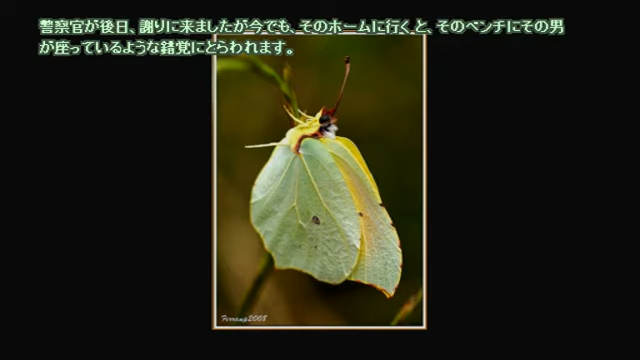 警察官が後日、謝りに来ましたが今でも、そのホームに行くと、そのベンチにその男
が座っているような錯覚にとらわれます。
Ferranp2008